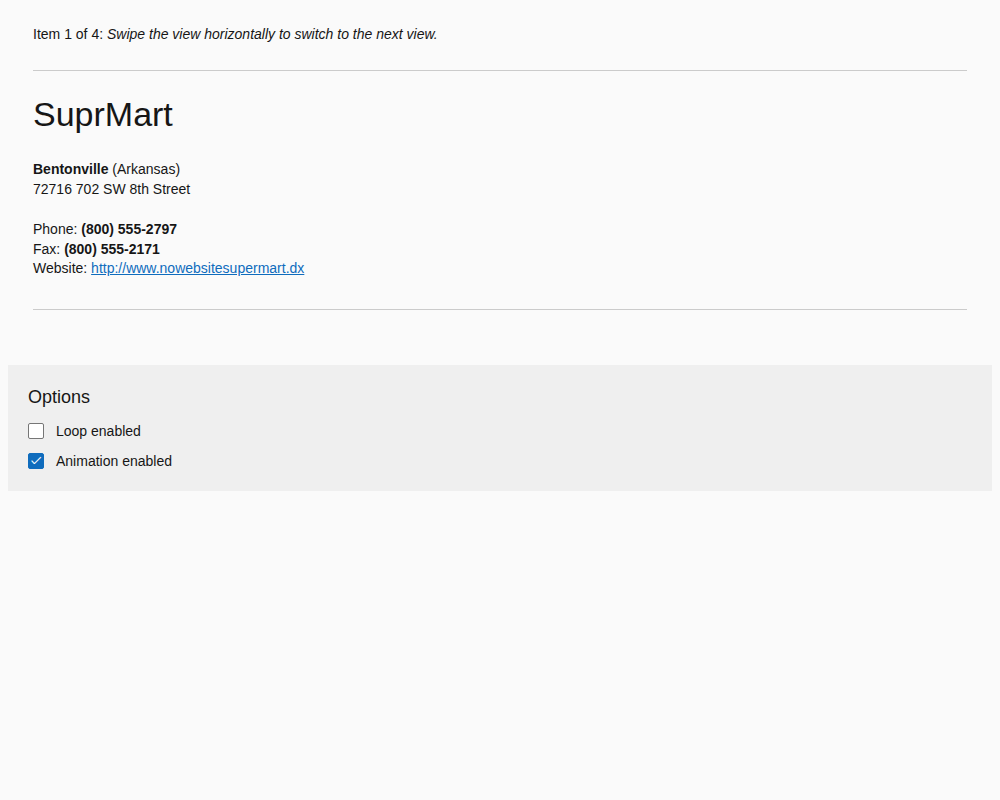 Item 1 of 4: Swipe the view horizontally to switch to the next view.
SuprMart
Bentonville (Arkansas)
72716 702 SW 8th Street
Phone: (800) 555-2797
Fax: (800) 555-2171
Website: http://www.nowebsitesupermart.dx
Options
Loop enabled
Animation enabled